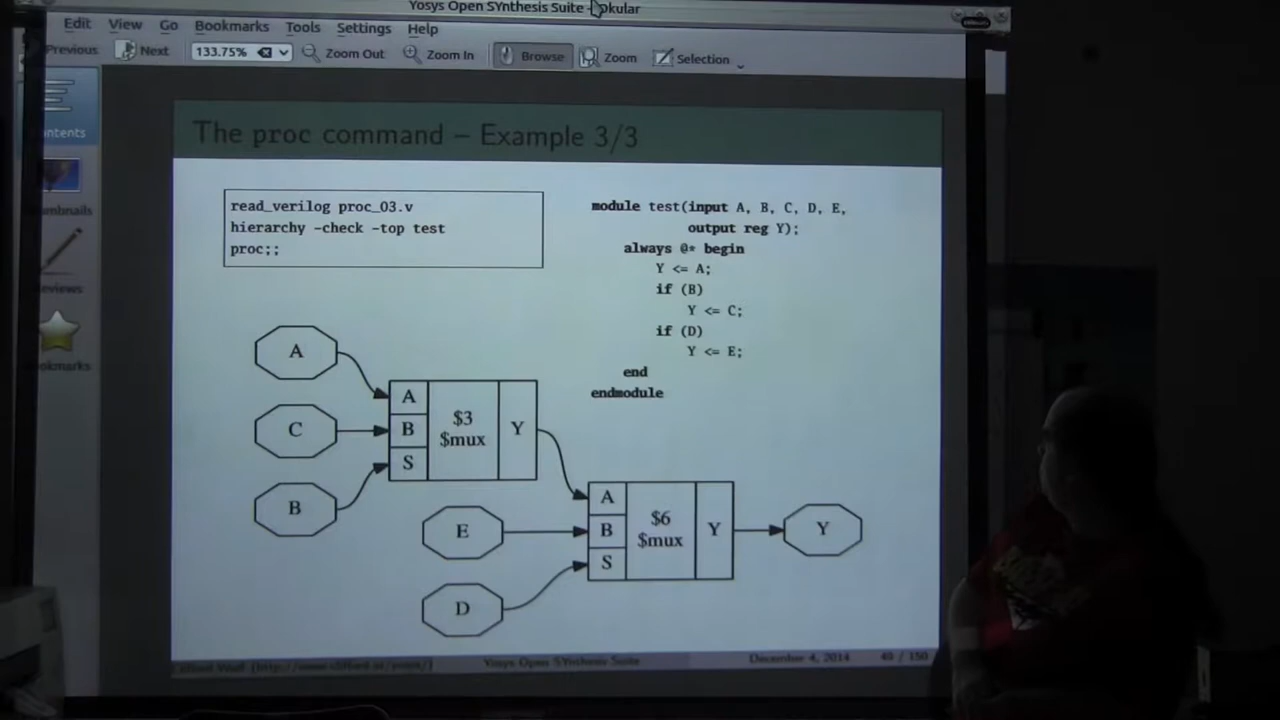 Yosys Open SYnthesis Suite - Okular
Edit View Go Bookmarks Tools Settings Help
Previous Next 133.75% Zoom Out Zoom In Browse Zoom Selection
The proc command – Example 3/3
read_verilog proc_03.v
hierarchy -check -top test
proc;;
module test(input A, B, C, D, E,
output reg Y);
always @* begin
Y <= A;
if (B)
Y <= C;
if (D)
Y <= E;
end
endmodule
A
C
B
A
B
S
$3
$mux
Y
E
D
A
B
S
$6
$mux
Y
Y
Yosys Open SYnthesis Suite
December 4, 2014